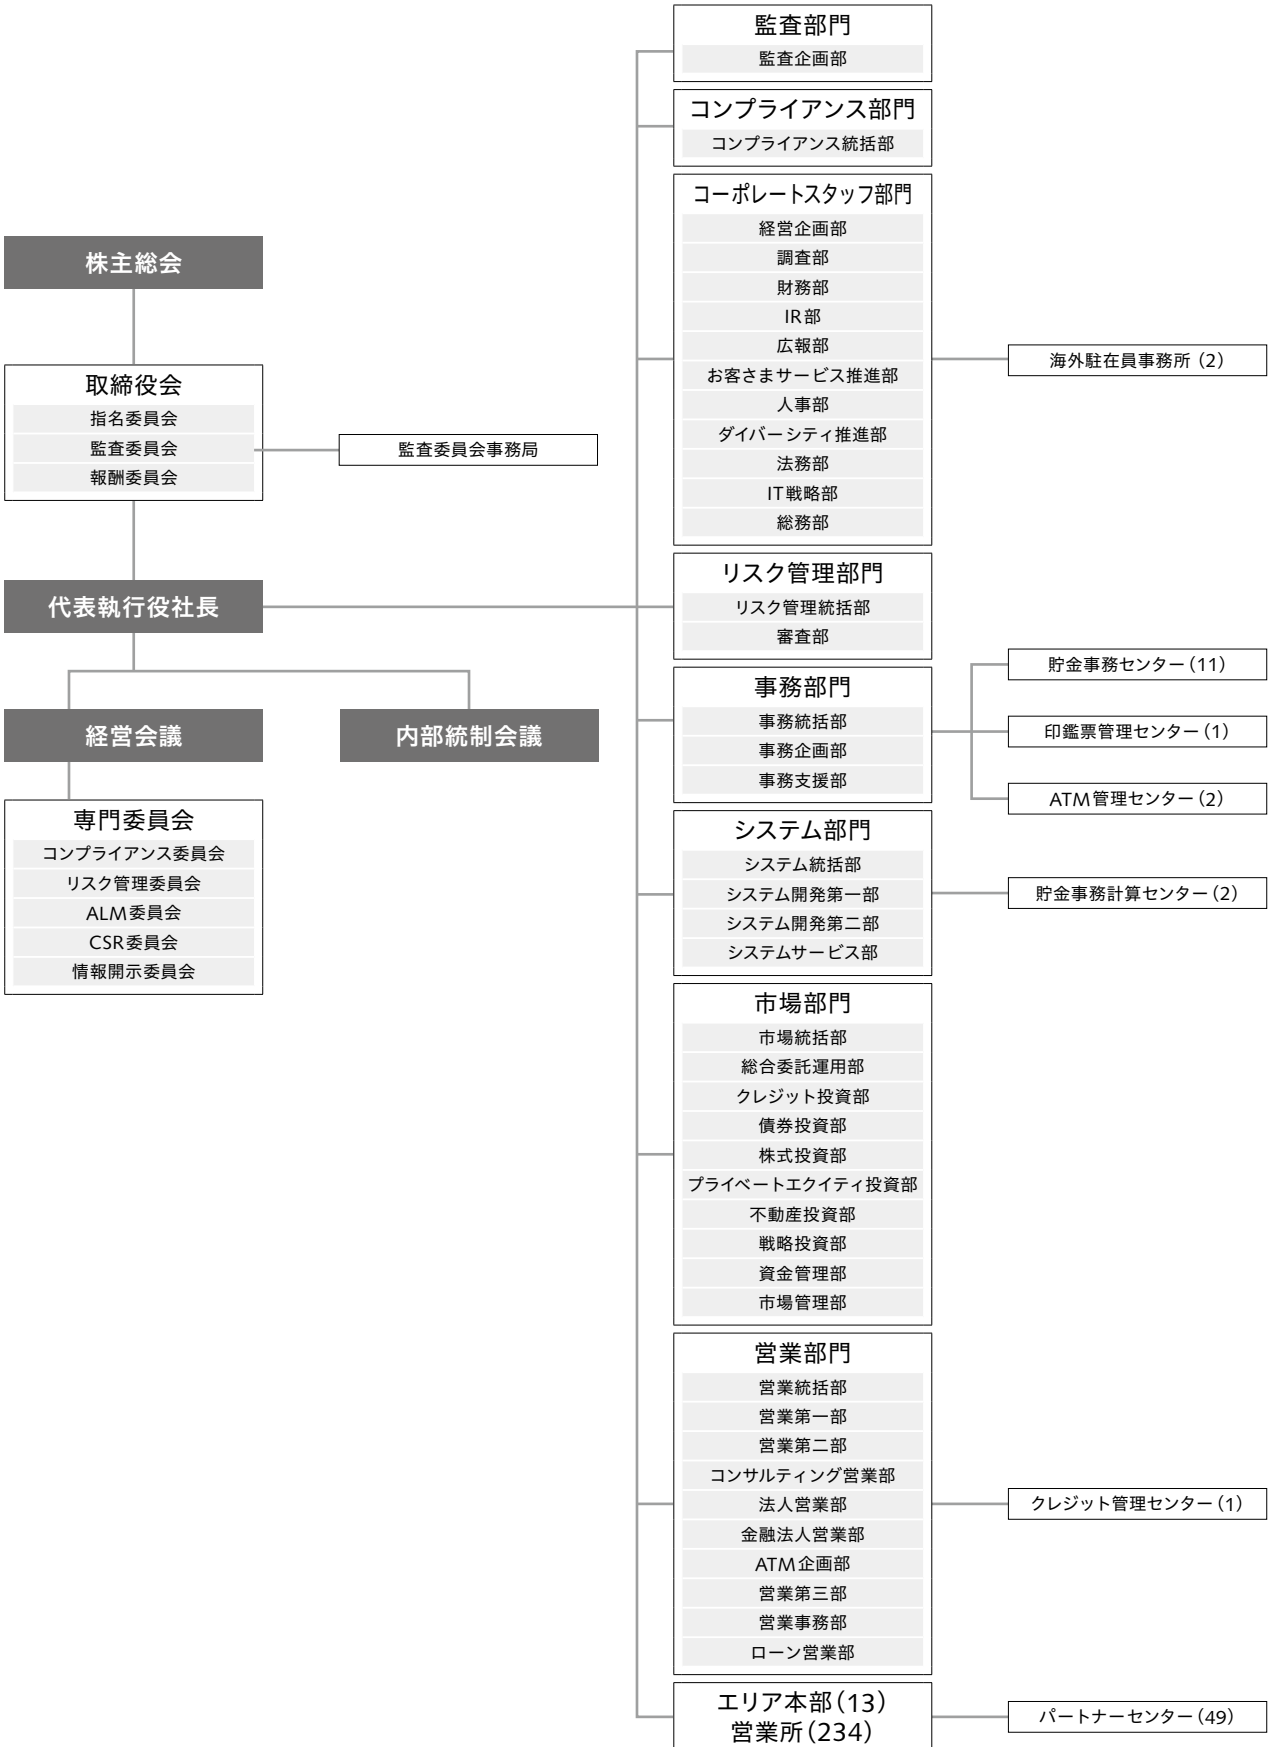 株主総会
取締役会
指名委員会
監査委員会
報酬委員会
監査委員会事務局
代表執行役社長
経営会議
内部統制会議
専門委員会
コンプライアンス委員会
リスク管理委員会
ALM委員会
CSR委員会
情報開示委員会
監査部門
監査企画部
コンプライアンス部門
コンプライアンス統括部
コーポレートスタッフ部門
経営企画部
調査部
財務部
IR部
広報部
お客さまサービス推進部
人事部
ダイバーシティ推進部
法務部
IT戦略部
総務部
海外駐在員事務所（2）
リスク管理部門
リスク管理統括部
審査部
事務部門
事務統括部
事務企画部
事務支援部
貯金事務センター（11）
印鑑票管理センター（1）
ATM管理センター（2）
システム部門
システム統括部
システム開発第一部
システム開発第二部
システムサービス部
貯金事務計算センター（2）
市場部門
市場統括部
総合委託運用部
クレジット投資部
債券投資部
株式投資部
プライベートエクイティ投資部
不動産投資部
戦略投資部
資金管理部
市場管理部
営業部門
営業統括部
営業第一部
営業第二部
コンサルティング営業部
法人営業部
金融法人営業部
ATM企画部
営業第三部
営業事務部
ローン営業部
クレジット管理センター（1）
エリア本部（13）
営業所（234）
パートナーセンター（49）